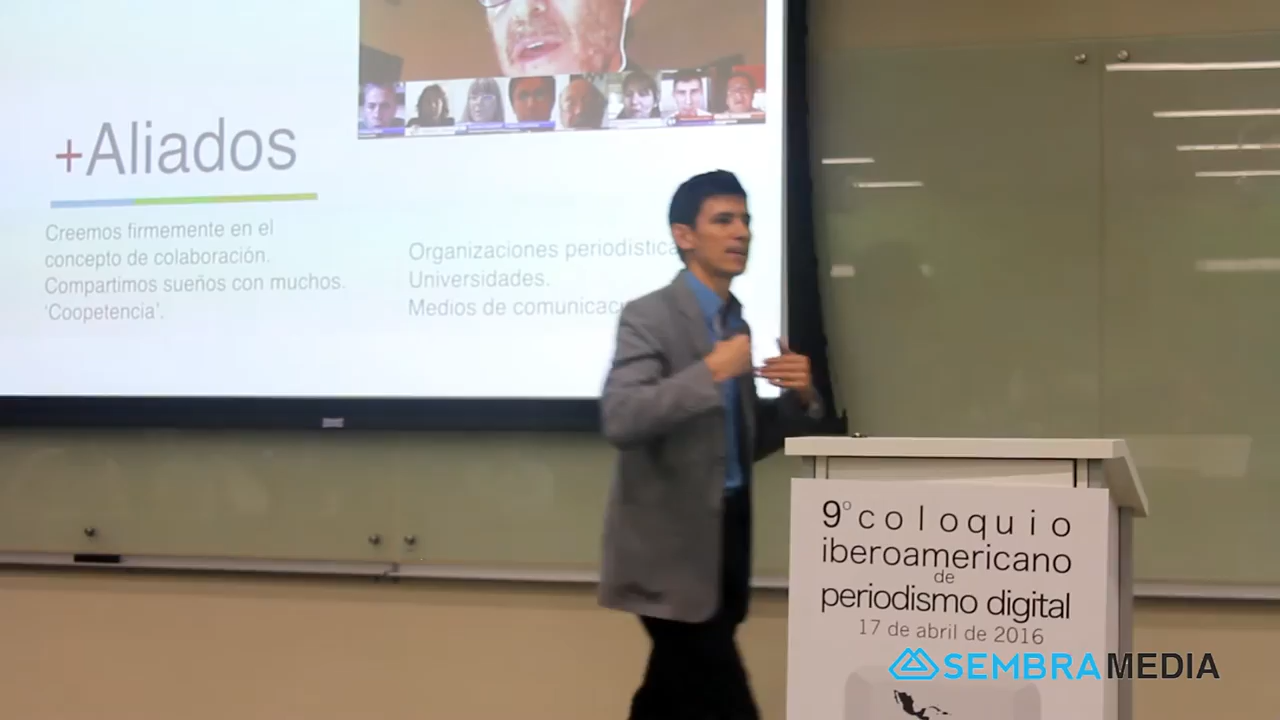 +Aliados
Creemos firmemente en el
concepto de colaboración.
Compartimos sueños con muchos.
'Coopetencia'.
Organizaciones periodística
Universidades.
Medios de comunicac
9° coloquio
iberoamericano
de
periodismo digital
17 de abril de 2016
SEMBRAMEDIA